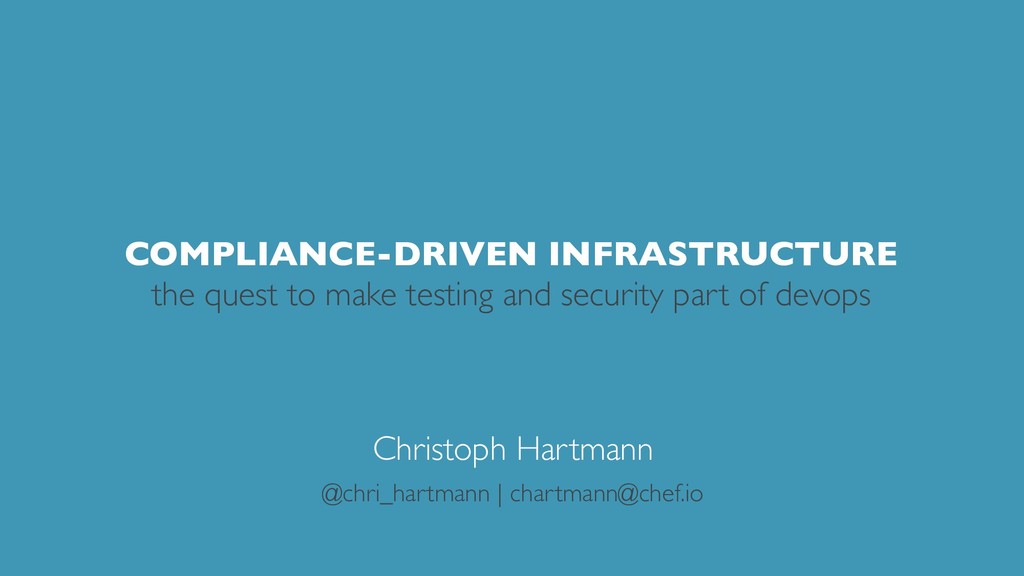 COMPLIANCE-DRIVEN INFRASTRUCTURE
the quest to make testing and security part of devops
Christoph Hartmann
@chri_hartmann | chartmann@chef.io